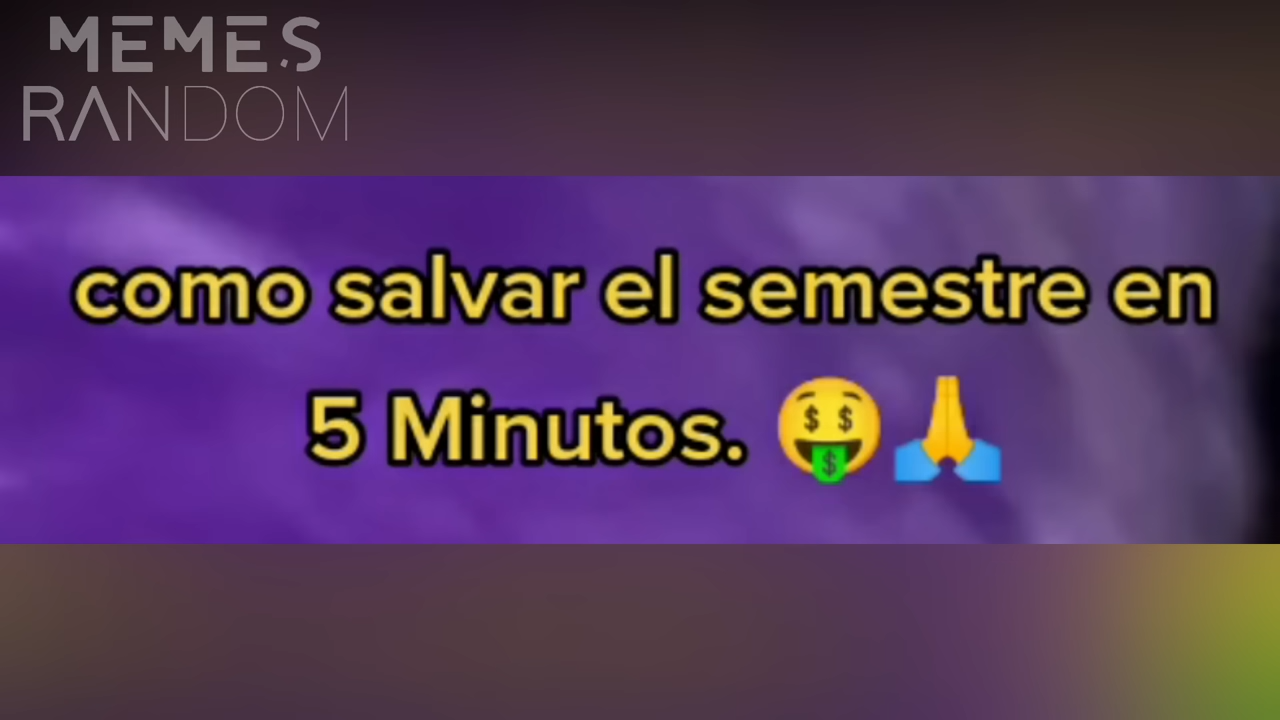 MEMES
RANDOM
como salvar el semestre en
5 Minutos. 🤑🙏